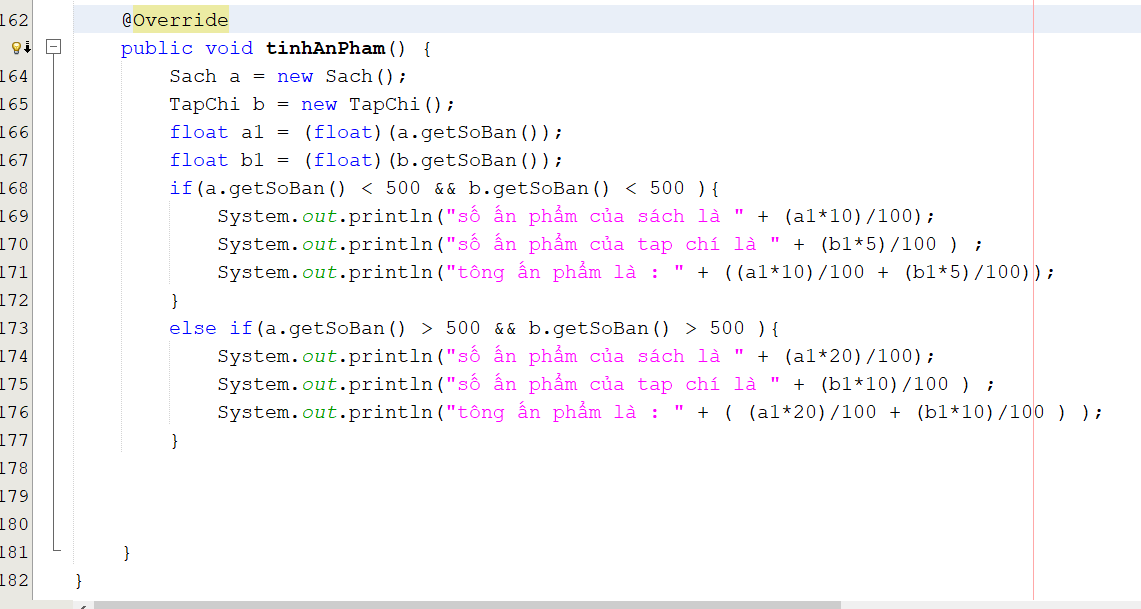 162 @Override
public void tinhAnPham() {
164 Sach a = new Sach();
165 TapChi b = new TapChi();
166 float a1 = (float)(a.getSoBan());
167 float b1 = (float)(b.getSoBan());
168 if(a.getSoBan() < 500 && b.getSoBan() < 500 ){
169 System.out.println("số ấn phẩm của sách là " + (a1*10)/100);
170 System.out.println("số ấn phẩm của tap chí là " + (b1*5)/100 ) ;
171 System.out.println("tông ấn phẩm là : " + ((a1*10)/100 + (b1*5)/100));
172 }
173 else if(a.getSoBan() > 500 && b.getSoBan() > 500 ){
174 System.out.println("số ấn phẩm của sách là " + (a1*20)/100);
175 System.out.println("số ấn phẩm của tap chí là " + (b1*10)/100 ) ;
176 System.out.println("tông ấn phẩm là : " + ( (a1*20)/100 + (b1*10)/100 ) );
177 }
178
179
180
181 }
182 }